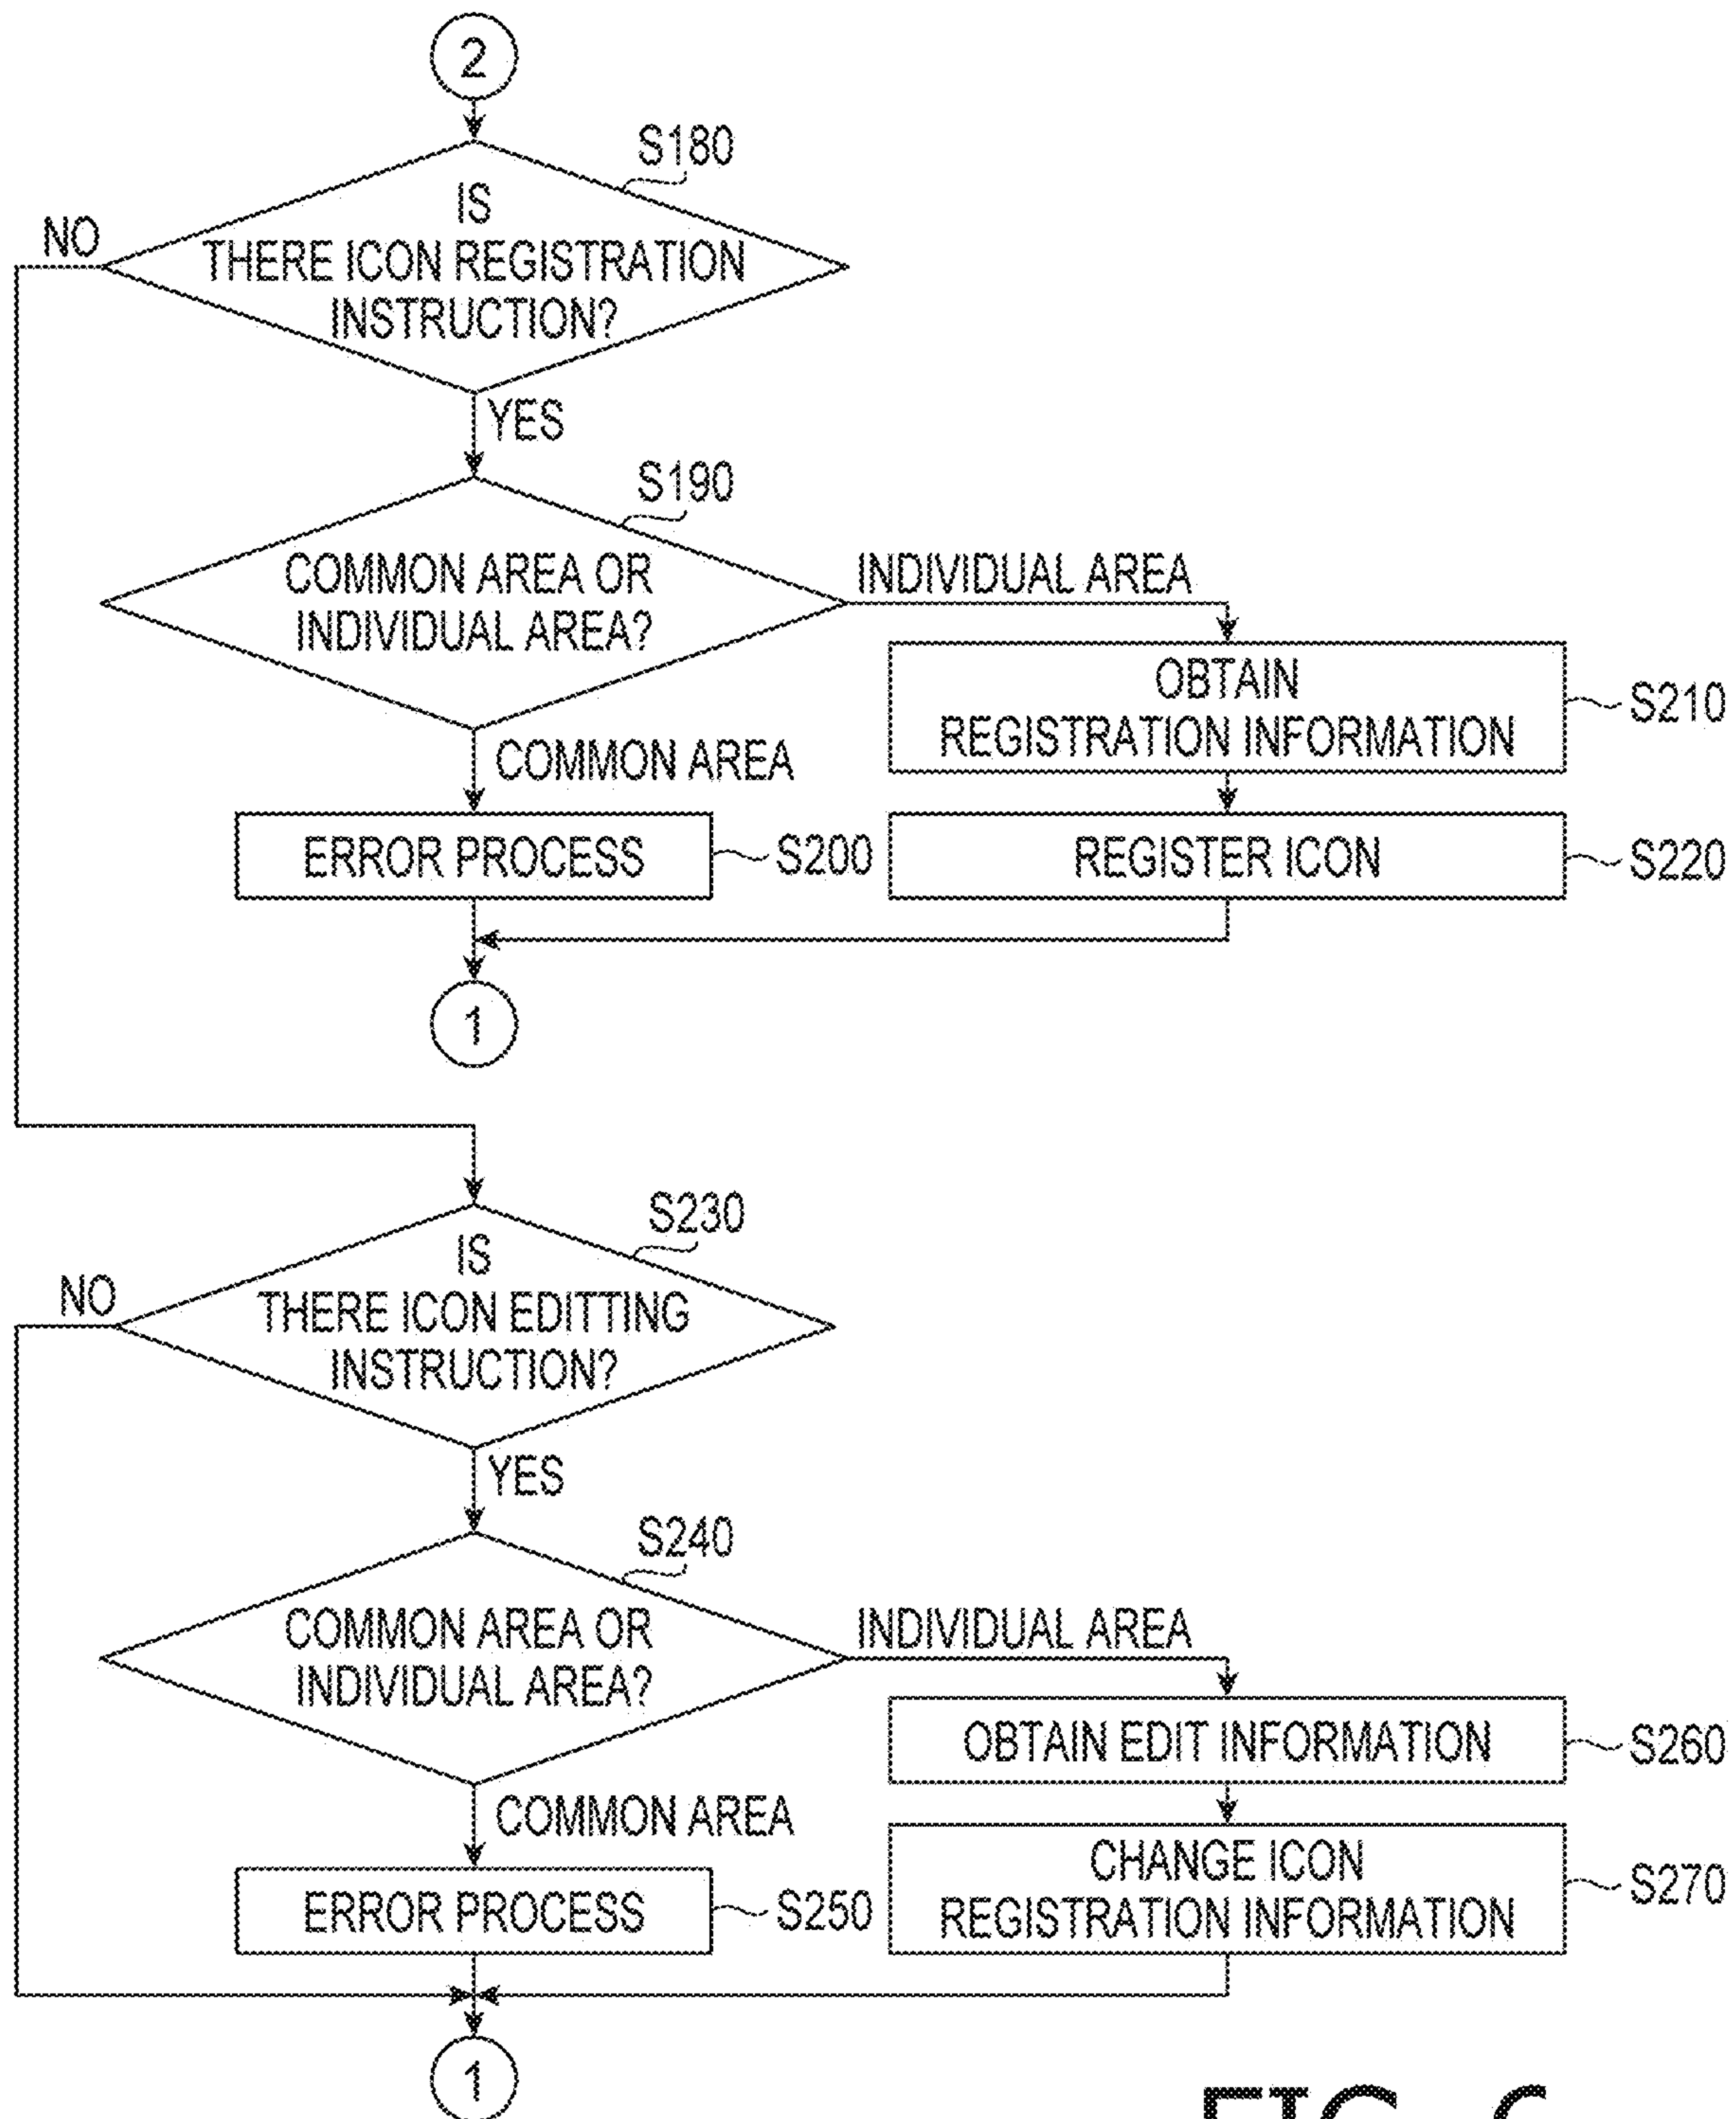 2
S180
IS
THERE ICON REGISTRATION
INSTRUCTION?
NO
YES
S190
COMMON AREA OR
INDIVIDUAL AREA?
INDIVIDUAL AREA
OBTAIN
REGISTRATION INFORMATION
S210
COMMON AREA
ERROR PROCESS
S200
REGISTER ICON
S220
1
S230
IS
THERE ICON EDITTING
INSTRUCTION?
NO
YES
S240
COMMON AREA OR
INDIVIDUAL AREA?
INDIVIDUAL AREA
OBTAIN EDIT INFORMATION
S260
COMMON AREA
CHANGE ICON
REGISTRATION INFORMATION
S270
ERROR PROCESS
S250
1
FIG.